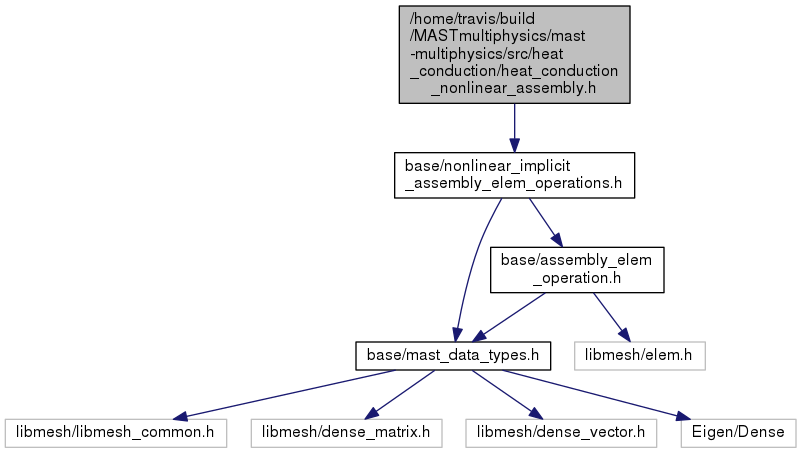 /home/travis/build
/MASTmultiphysics/mast
-multiphysics/src/heat
_conduction/heat_conduction
_nonlinear_assembly.h
base/nonlinear_implicit
_assembly_elem_operations.h
base/assembly_elem
_operation.h
base/mast_data_types.h
libmesh/elem.h
libmesh/libmesh_common.h
libmesh/dense_matrix.h
libmesh/dense_vector.h
Eigen/Dense